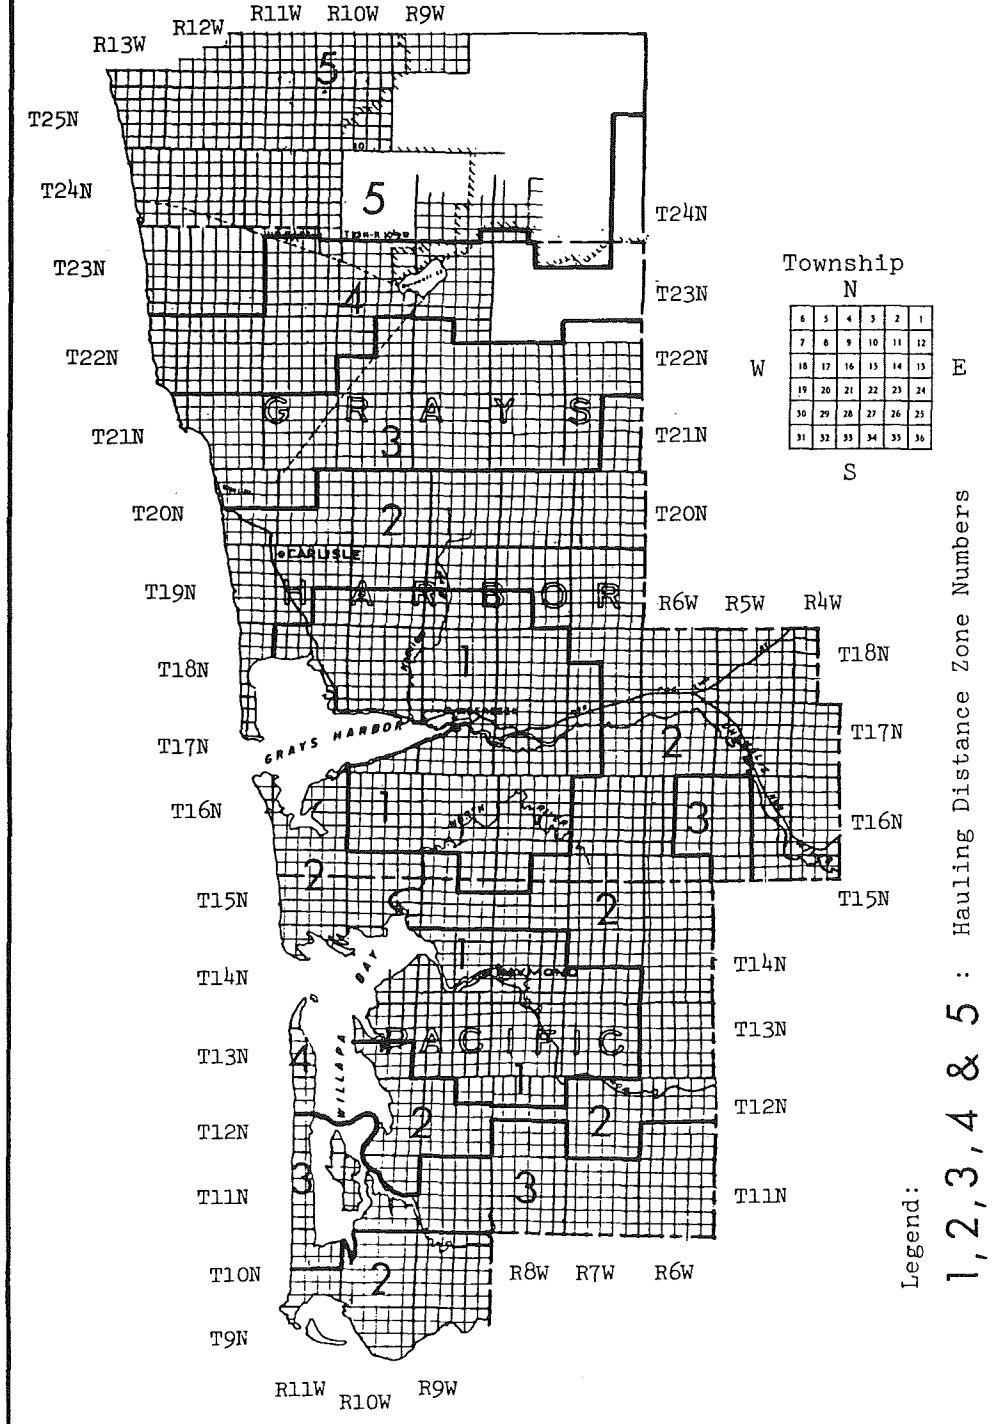 R13W R12W R11W R10W R9W
5
T25N
T24N
5
T24N
T23N
4
T23N
T22N
T22N
G R A Y S
T21N
3
T21N
T20N
2
T20N
CARLISLE
T19N
H A R B O R
R6W R5W R4W
T18N
1
T18N
GRAYS HARBOR
T17N
2
T17N
T16N
1
NORTH RIVER
3
T16N
2
T15N
2
T15N
1
T14N
BAY
RAYMOND
T14N
T13N
4
WILLAPA
P A C I F I C
T13N
1
T12N
2
2
T12N
3
T11N
3
T11N
T10N
2
R8W R7W R6W
T9N
R11W R10W R9W
Township
N
W
E
6 5 4 3 2 1
7 8 9 10 11 12
18 17 16 15 14 13
19 20 21 22 23 24
30 29 28 27 26 25
31 32 33 34 35 36
S
Legend:
1, 2, 3, 4 & 5 : Hauling Distance Zone Numbers